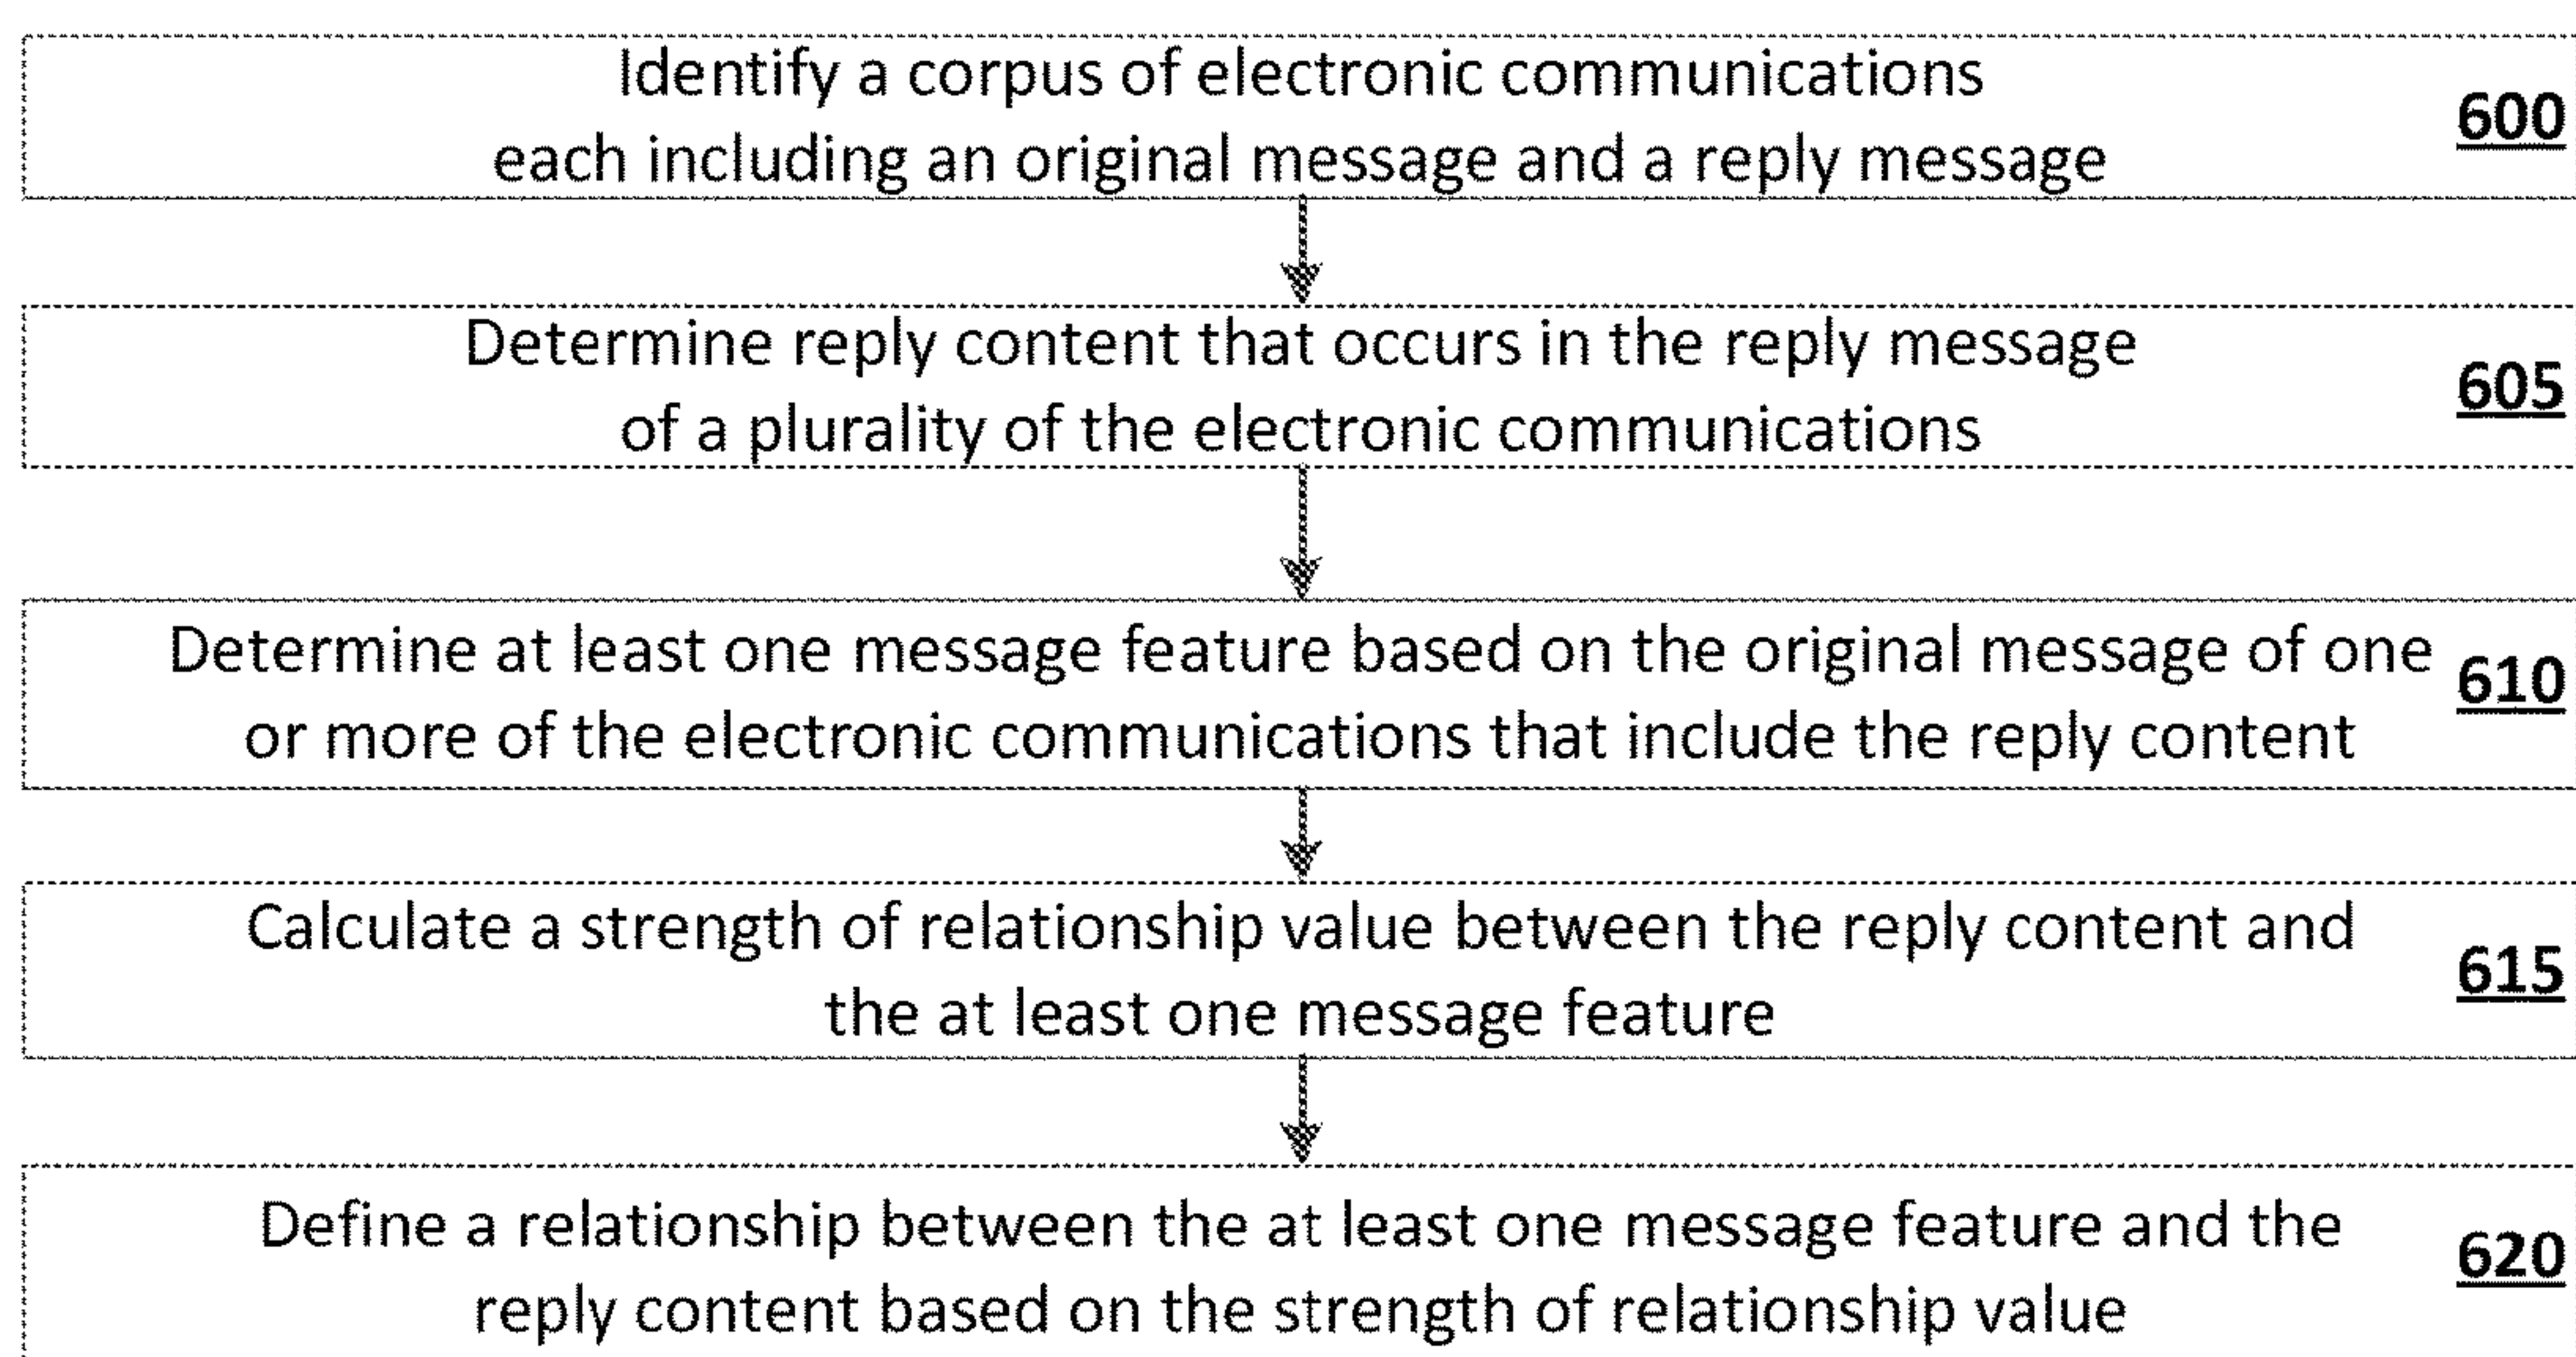 Identify a corpus of electronic communications
each including an original message and a reply message
600
Determine reply content that occurs in the reply message
of a plurality of the electronic communications
605
Determine at least one message feature based on the original message of one
or more of the electronic communications that include the reply content
610
Calculate a strength of relationship value between the reply content and
the at least one message feature
615
Define a relationship between the at least one message feature and the
reply content based on the strength of relationship value
620